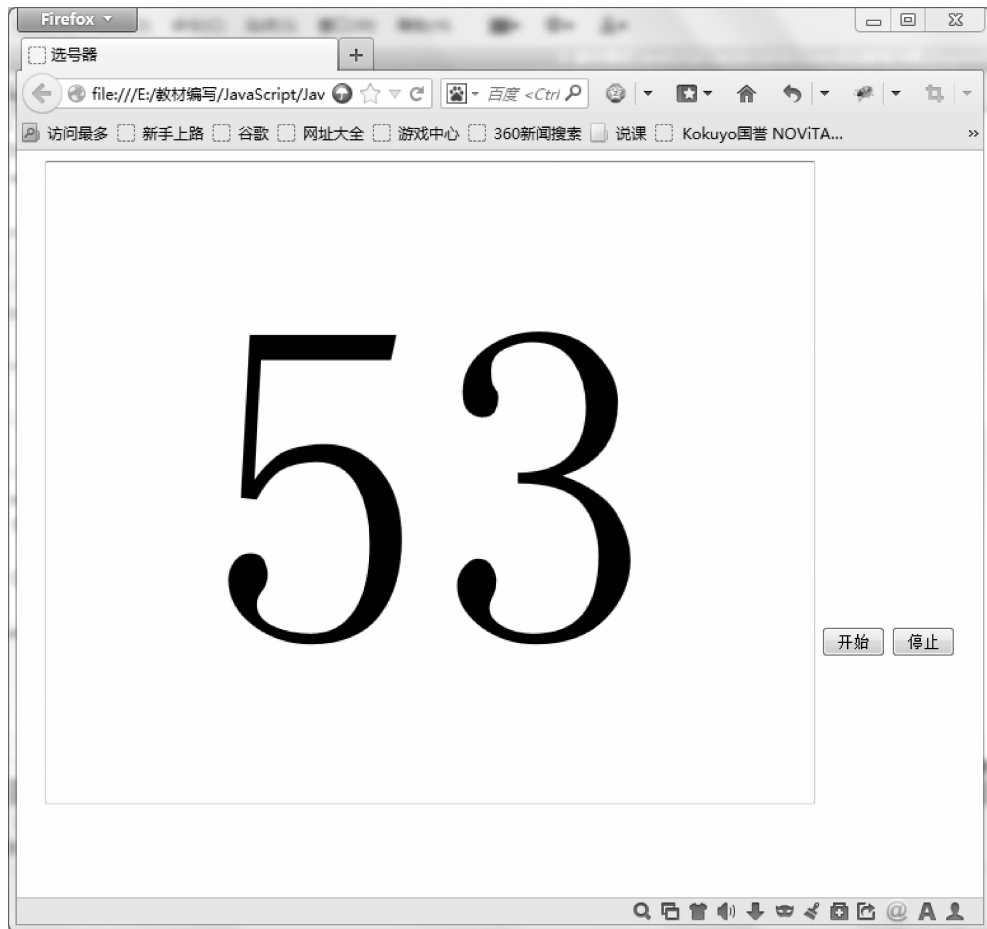 Firefox
选号器
file:///E:/教材编写/JavaScript/Jav 百度 <Ctrl
访问最多 新手上路 谷歌 网址大全 游戏中心 360新闻搜索 说课 Kokuyo国誉 NOViTA... »
53
开始 停止